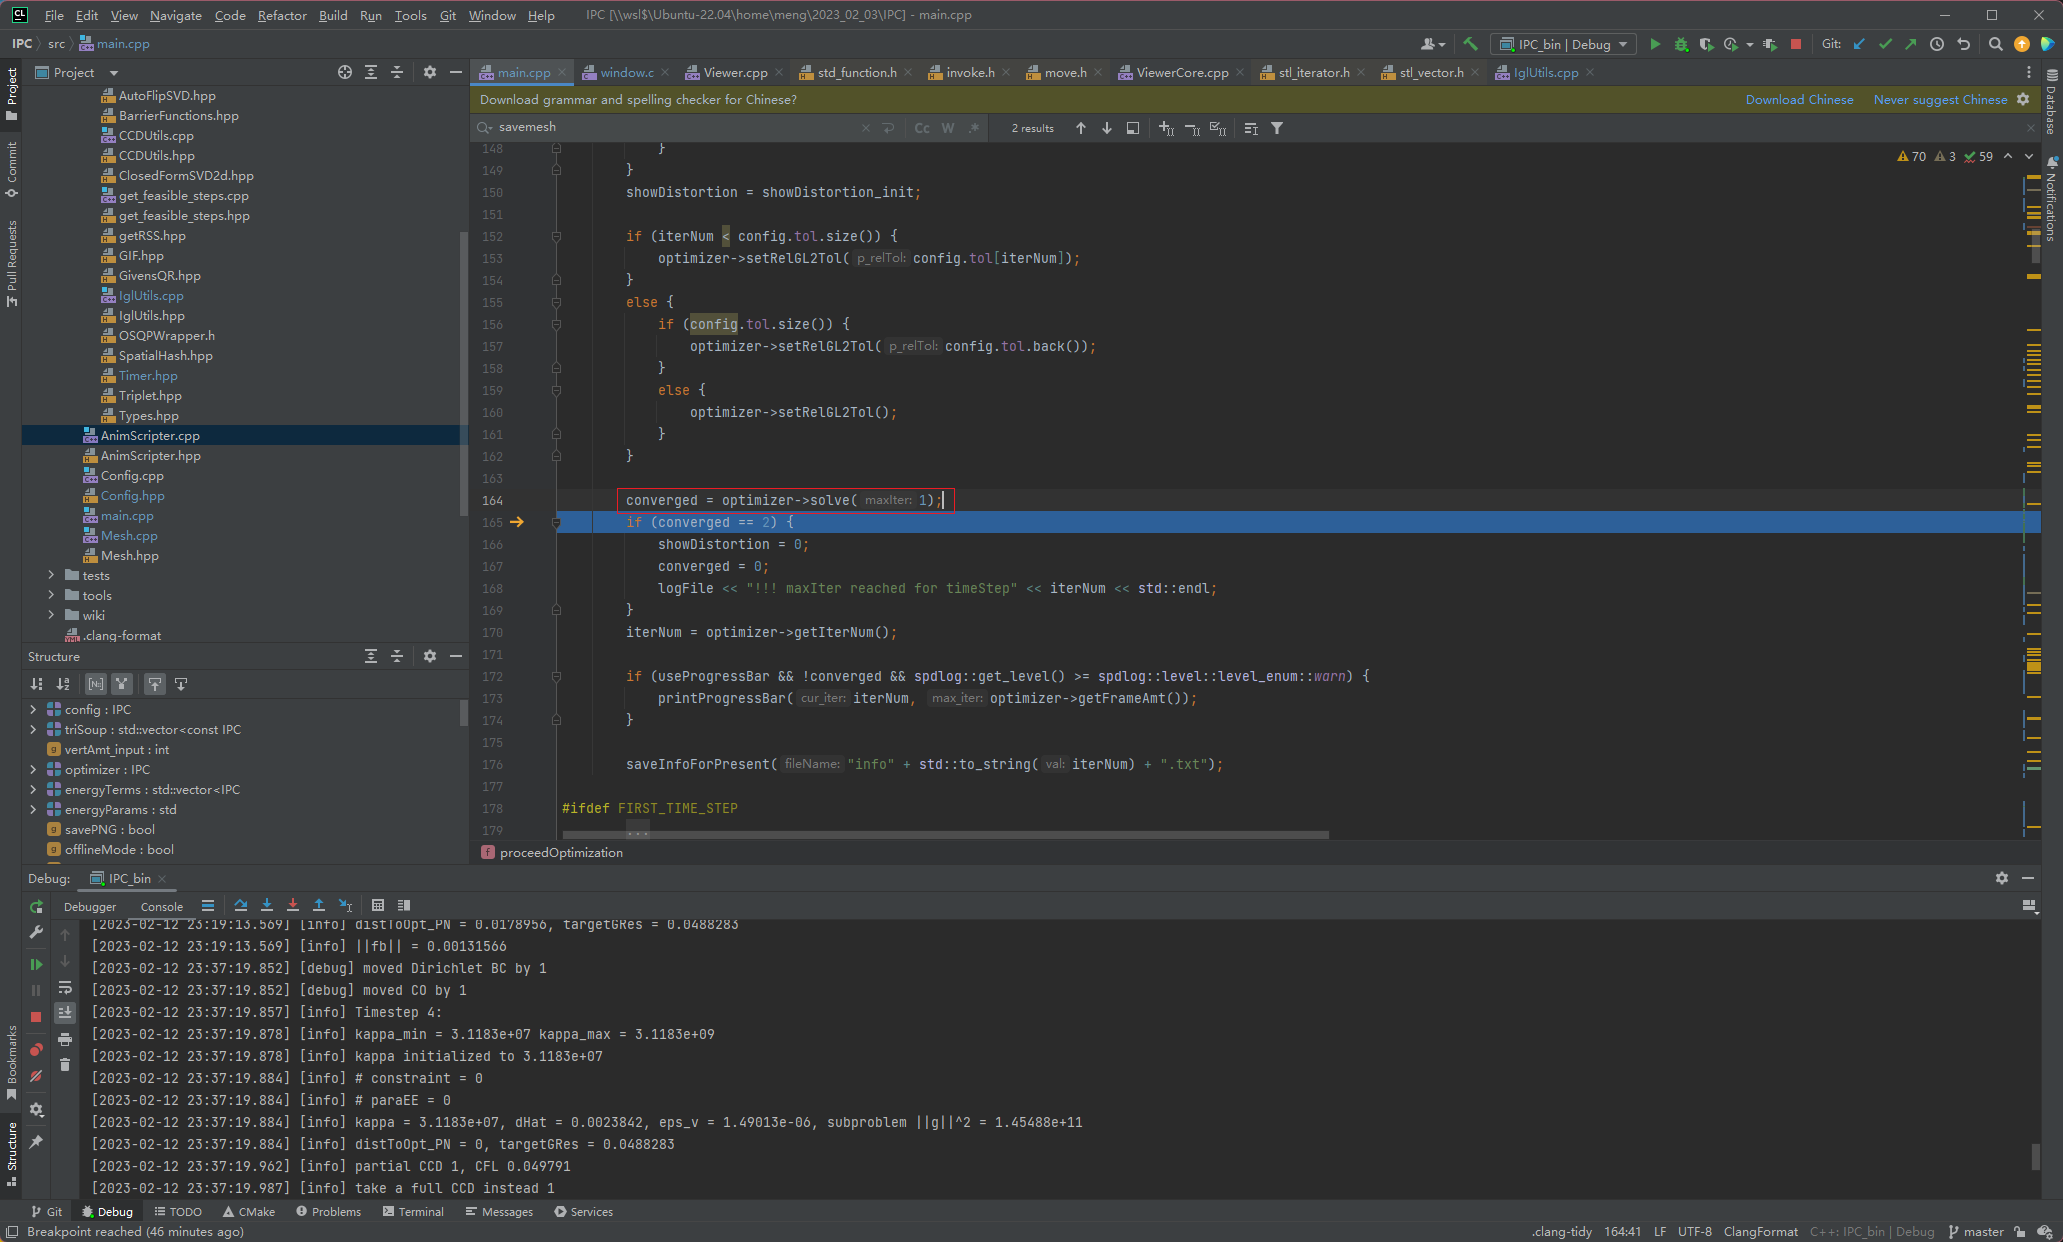 File Edit View Navigate Code Refactor Build Run Tools Git Window Help IPC [\\wsl$\Ubuntu-22.04\home\meng\2023_02_03\IPC] - main.cpp
IPC src main.cpp
IPC_bin | Debug Git:
Project
main.cpp window.c Viewer.cpp std_function.h invoke.h move.h ViewerCore.cpp stl_iterator.h stl_vector.h IglUtils.cpp
Download grammar and spelling checker for Chinese? Download Chinese Never suggest Chinese
savemesh Cc W .* 2 results
70 3 59
Project
Commit
Pull Requests
Bookmarks
Structure
Database
Notifications
AutoFlipSVD.hpp
BarrierFunctions.hpp
CCDUtils.cpp
CCDUtils.hpp
ClosedFormSVD2d.hpp
get_feasible_steps.cpp
get_feasible_steps.hpp
getRSS.hpp
GIF.hpp
GivensQR.hpp
IglUtils.cpp
IglUtils.hpp
OSQPWrapper.h
SpatialHash.hpp
Timer.hpp
Triplet.hpp
Types.hpp
AnimScripter.cpp
AnimScripter.hpp
Config.cpp
Config.hpp
main.cpp
Mesh.cpp
Mesh.hpp
tests
tools
wiki
.clang-format
Structure
config : IPC
triSoup : std::vector<const IPC
vertAmt_input : int
optimizer : IPC
energyTerms : std::vector<IPC
energyParams : std
savePNG : bool
offlineMode : bool
148 }
149 }
150 showDistortion = showDistortion_init;
151
152 if (iterNum < config.tol.size()) {
153 optimizer->setRelGL2Tol( p_relTol: config.tol[iterNum]);
154 }
155 else {
156 if (config.tol.size()) {
157 optimizer->setRelGL2Tol( p_relTol: config.tol.back());
158 }
159 else {
160 optimizer->setRelGL2Tol();
161 }
162 }
163
164 converged = optimizer->solve( maxIter: 1);
165 if (converged == 2) {
166 showDistortion = 0;
167 converged = 0;
168 logFile << "!!! maxIter reached for timeStep" << iterNum << std::endl;
169 }
170 iterNum = optimizer->getIterNum();
171
172 if (useProgressBar && !converged && spdlog::get_level() >= spdlog::level::level_enum::warn) {
173 printProgressBar( cur_iter: iterNum, max_iter: optimizer->getFrameAmt());
174 }
175
176 saveInfoForPresent( fileName: "info" + std::to_string( val: iterNum) + ".txt");
177
178 #ifdef FIRST_TIME_STEP
179 ...
f proceedOptimization
Debug: IPC_bin
Debugger Console
[2023-02-12 23:19:13.569] [info] distToOpt_PN = 0.0178956, targetGRes = 0.0488283
[2023-02-12 23:19:13.569] [info] ||fb|| = 0.00131566
[2023-02-12 23:37:19.852] [debug] moved Dirichlet BC by 1
[2023-02-12 23:37:19.852] [debug] moved CO by 1
[2023-02-12 23:37:19.857] [info] Timestep 4:
[2023-02-12 23:37:19.878] [info] kappa_min = 3.1183e+07 kappa_max = 3.1183e+09
[2023-02-12 23:37:19.878] [info] kappa initialized to 3.1183e+07
[2023-02-12 23:37:19.884] [info] # constraint = 0
[2023-02-12 23:37:19.884] [info] # paraEE = 0
[2023-02-12 23:37:19.884] [info] kappa = 3.1183e+07, dHat = 0.0023842, eps_v = 1.49013e-06, subproblem ||g||^2 = 1.45488e+11
[2023-02-12 23:37:19.884] [info] distToOpt_PN = 0, targetGRes = 0.0488283
[2023-02-12 23:37:19.962] [info] partial CCD 1, CFL 0.049791
[2023-02-12 23:37:19.987] [info] take a full CCD instead 1
Git Debug TODO CMake Problems Terminal Messages Services
Breakpoint reached (46 minutes ago) .clang-tidy 164:41 LF UTF-8 ClangFormat C++: IPC_bin | Debug master